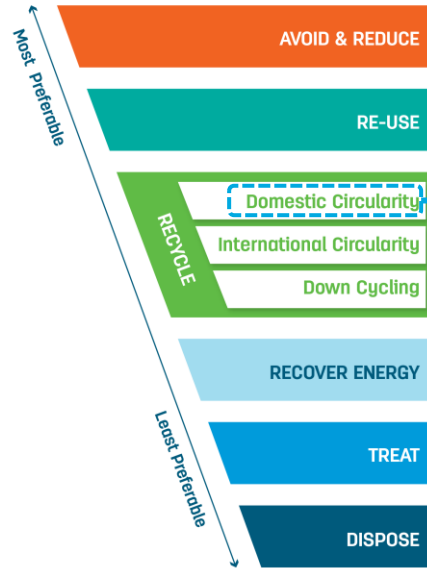 Most Preferable
AVOID & REDUCE
RE-USE
RECYCLE
Domestic Circularity
International Circularity
Down Cycling
RECOVER ENERGY
Least Preferable
TREAT
DISPOSE